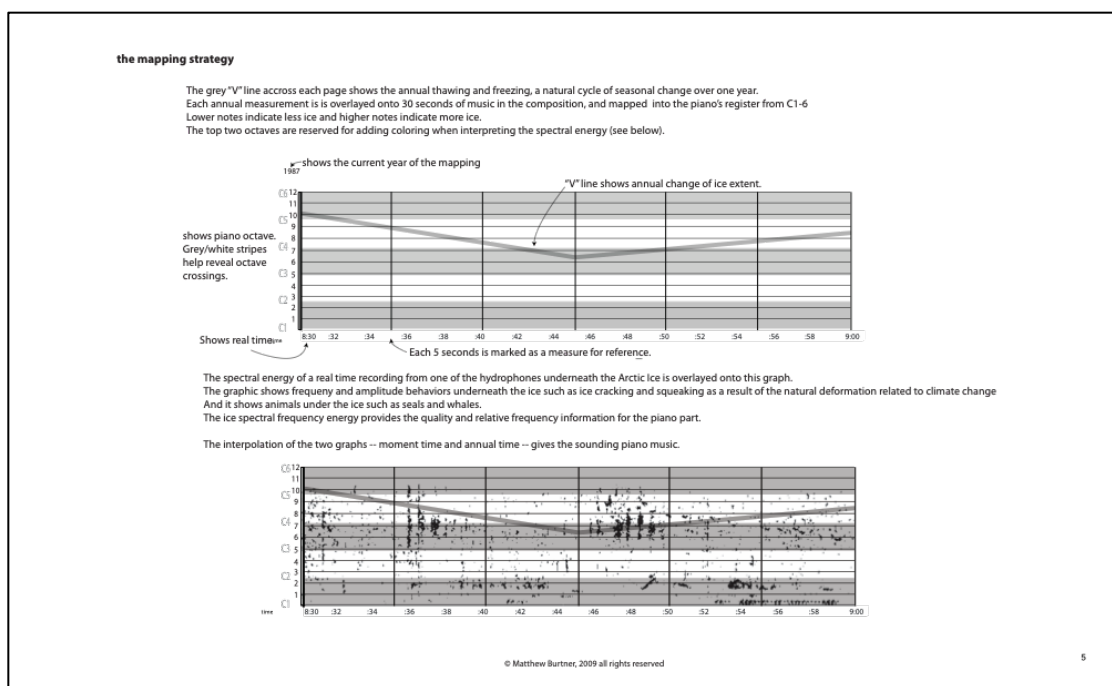 the mapping strategy
The grey "V" line accross each page shows the annual thawing and freezing, a natural cycle of seasonal change over one year.
Each annual measurement is is overlayed onto 30 seconds of music in the composition, and mapped into the piano's register from C1-6
Lower notes indicate less ice and higher notes indicate more ice.
The top two octaves are reserved for adding coloring when interpreting the spectral energy (see below).
shows the current year of the mapping
1987
"V" line shows annual change of ice extent.
C6 12
11
10
C5
9
8
C4
7
6
C3 5
4
3
C2
2
1
C1
shows piano octave.
Grey/white stripes
help reveal octave
crossings.
8:30 :32 :34 :36 :38 :40 :42 :44 :46 :48 :50 :52 :54 :56 :58 9:00
Shows real time.
time
Each 5 seconds is marked as a measure for reference.
The spectral energy of a real time recording from one of the hydrophones underneath the Arctic Ice is overlayed onto this graph.
The graphic shows frequeny and amplitude behaviors underneath the ice such as ice cracking and squeaking as a result of the natural deformation related to climate change
And it shows animals under the ice such as seals and whales.
The ice spectral frequency energy provides the quality and relative frequency information for the piano part.
The interpolation of the two graphs -- moment time and annual time -- gives the sounding piano music.
C6 12
11
10
C5
9
8
C4
7
6
C3 5
4
3
C2
2
1
C1
time 8:30 :32 :34 :36 :38 :40 :42 :44 :46 :48 :50 :52 :54 :56 :58 9:00
© Matthew Burtner, 2009 all rights reserved
5